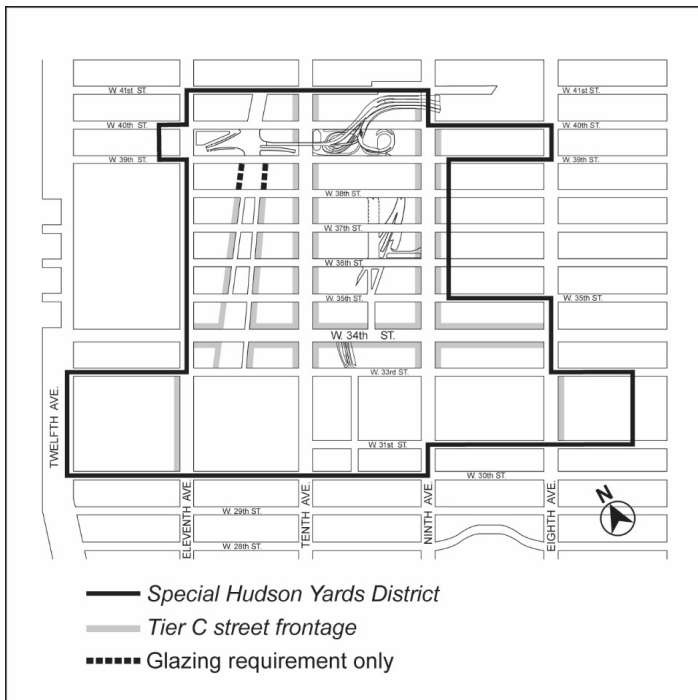 W. 41st ST. W. 41st ST.
W. 40th ST. W. 40th ST.
W. 39th ST. W. 39th ST.
W. 38th ST.
W. 37th ST.
W. 36th ST.
W. 35th ST. W. 35th ST.
W. 34th ST.
W. 33rd ST.
W. 31st ST.
W. 30th ST.
W. 29th ST.
W. 28th ST.
TWELFTH AVE.
ELEVENTH AVE.
TENTH AVE.
NINTH AVE.
EIGHTH AVE.
N
Special Hudson Yards District
Tier C street frontage
Glazing requirement only